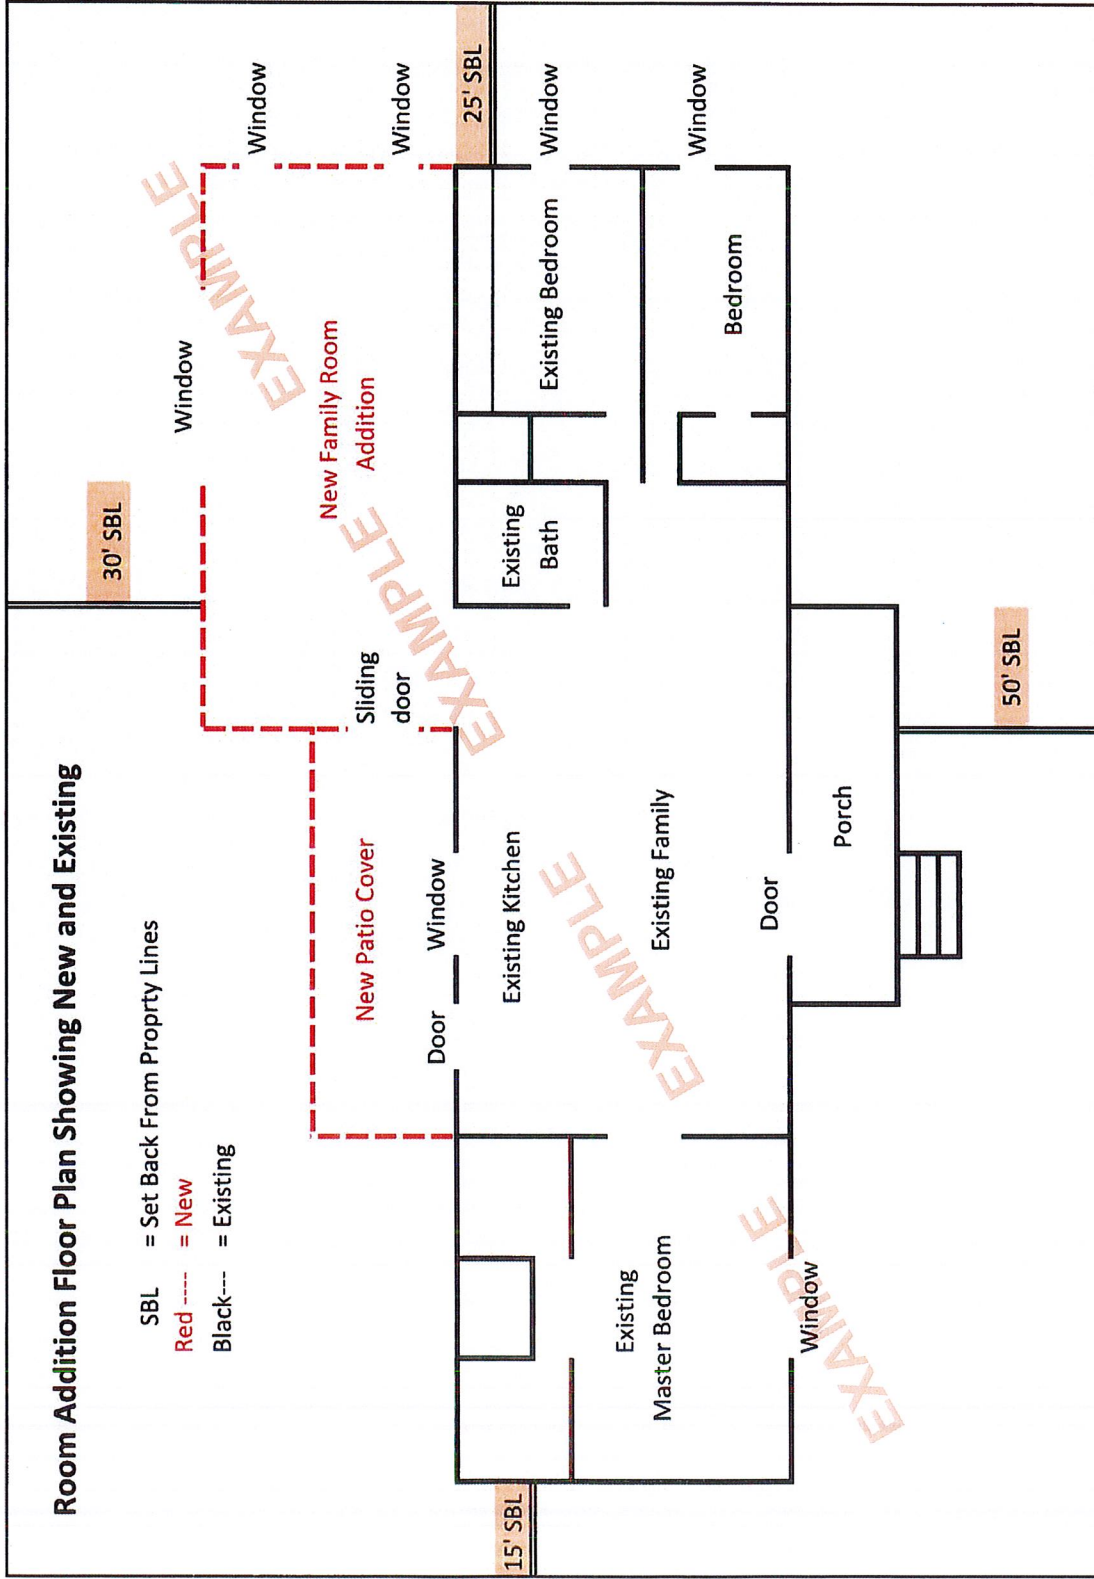 Room Addition Floor Plan Showing New and Existing
SBL = Set Back From Proprty Lines
Red ---- = New
Black--- = Existing
30' SBL
Window
Window
Window
EXAMPLE
New Family Room
Addition
Sliding
door
EXAMPLE
New Patio Cover
Door
Window
25' SBL
15' SBL
Existing
Bath
Existing Bedroom
Window
Existing Kitchen
EXAMPLE
Existing
Master Bedroom
Existing Family
Bedroom
Window
Door
Window
EXAMPLE
Porch
50' SBL